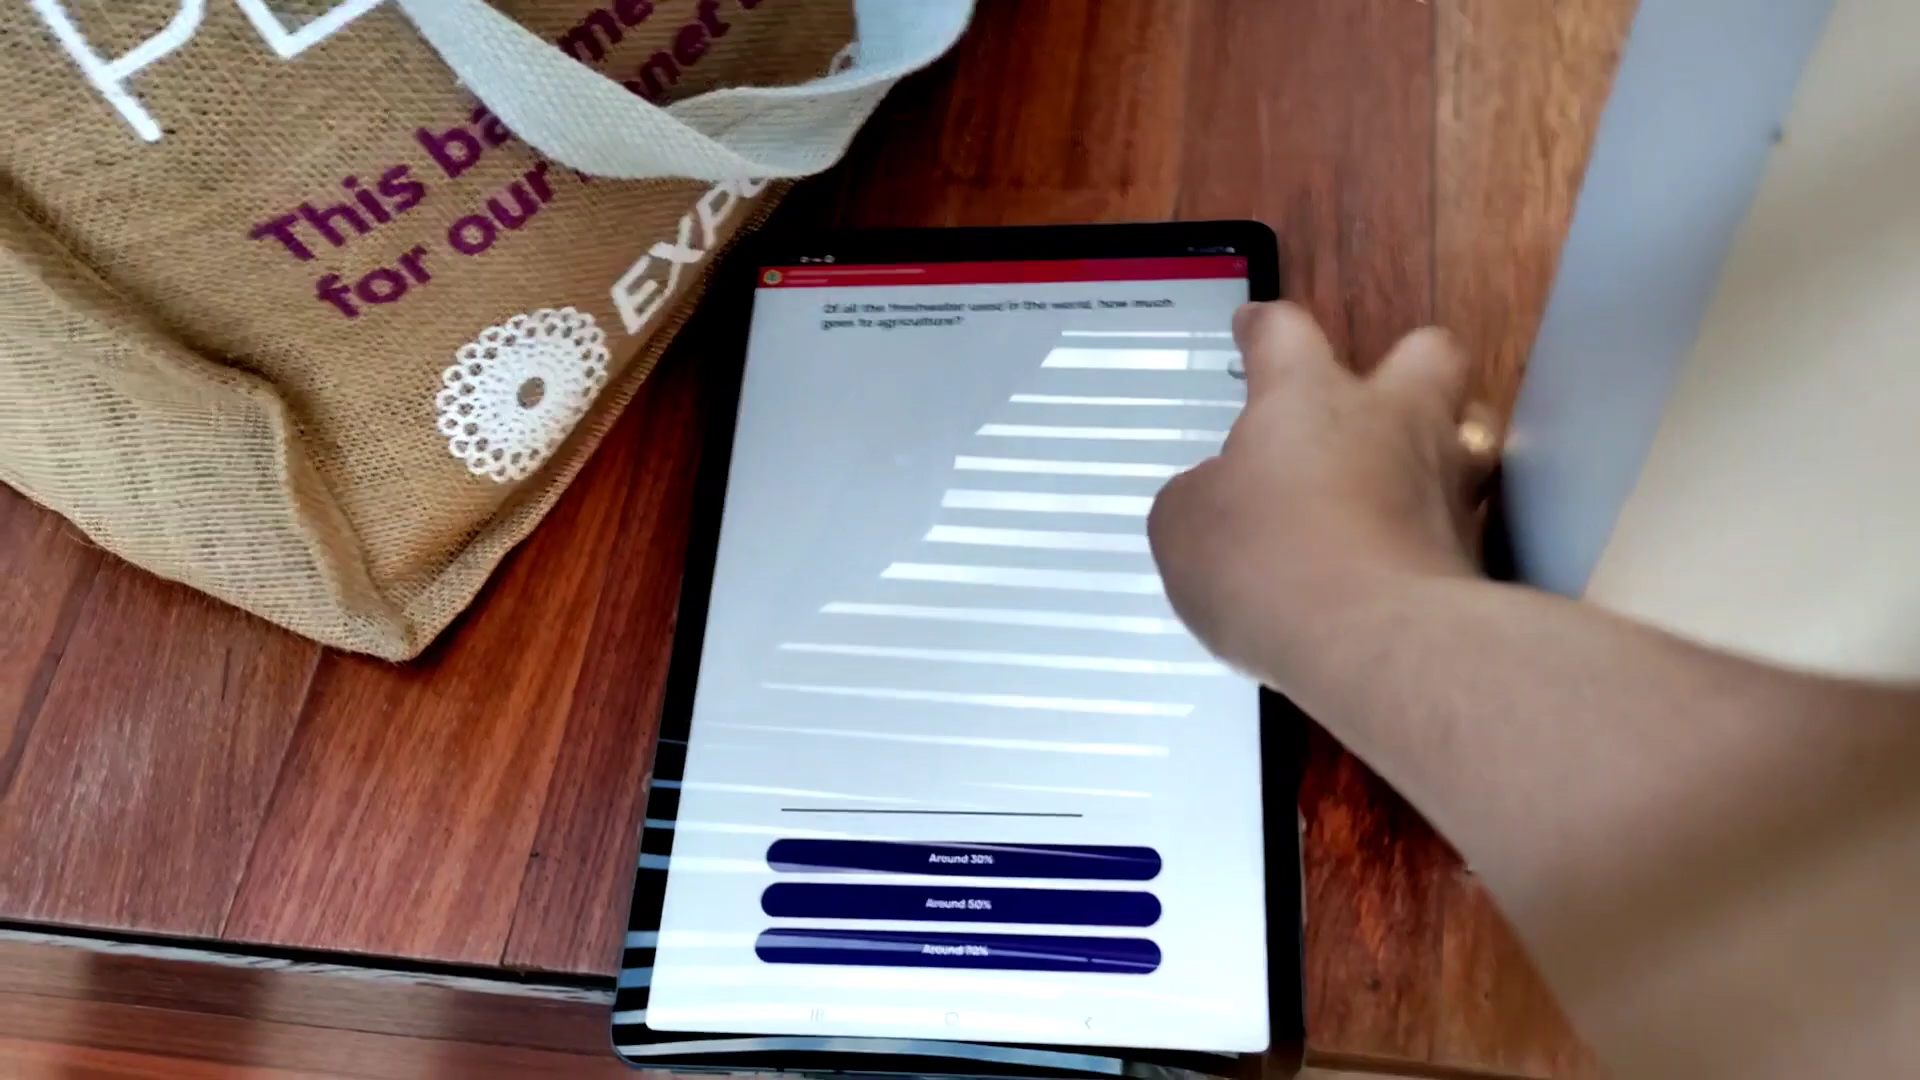 This ba
for our
EXPO
Of all the freshwater used in the world, how much
goes to agriculture?
Around 30%
Around 50%
Around 70%